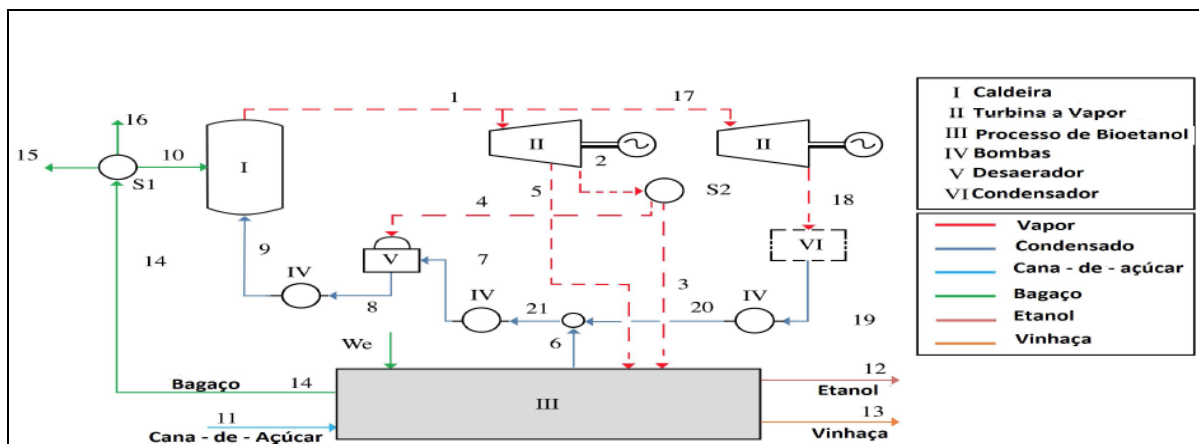 1
17
16
15
10
S1
I
II
2
5
S2
II
18
4
9
14
IV
V
7
8
3
VI
IV
21
20
IV
19
6
We
Bagaço
14
11
Cana - de - Açúcar
III
12
Etanol
13
Vinhaça
I Caldeira
II Turbina a Vapor
III Processo de Bioetanol
IV Bombas
V Desaerador
VI Condensador
Vapor
Condensado
Cana - de - açúcar
Bagaço
Etanol
Vinhaça